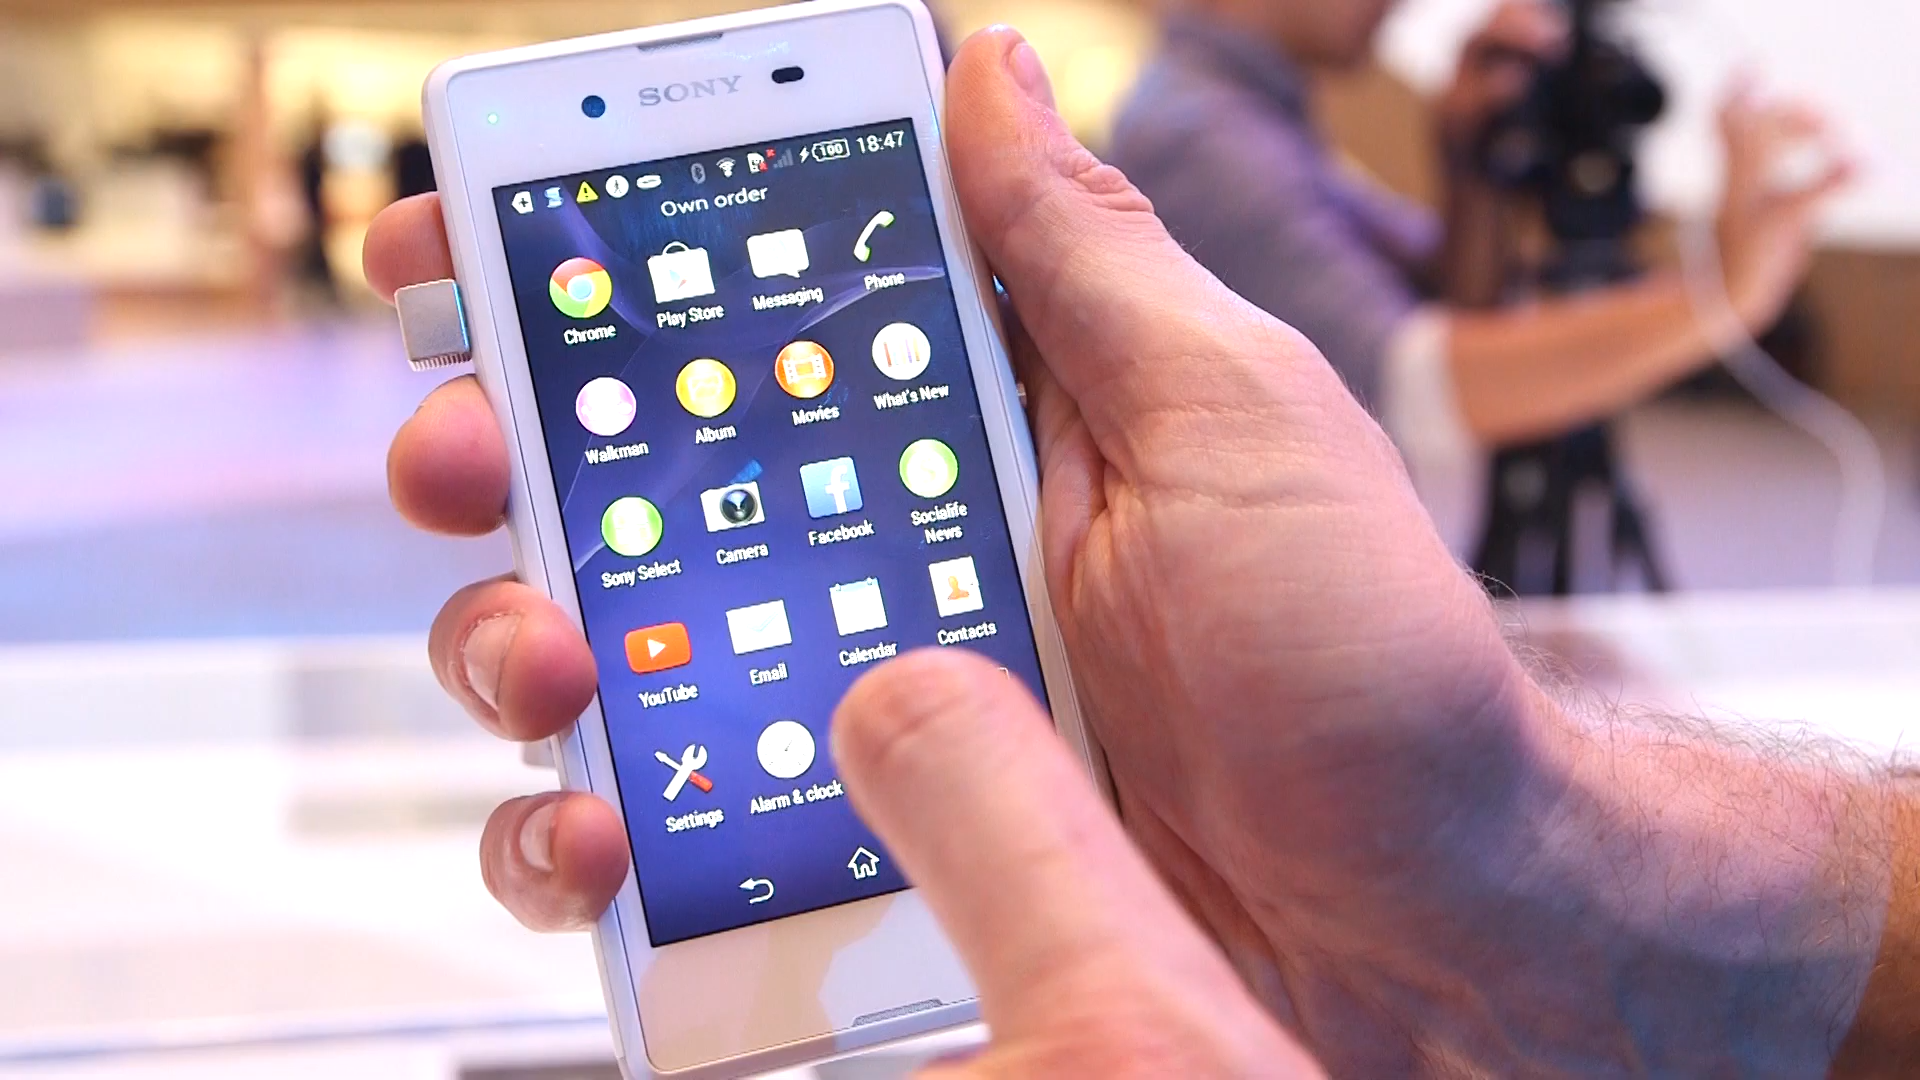 SONY
100 18:47
Own order
Chrome
Play Store
Messaging
Phone
Walkman
Album
Movies
What's New
Sony Select
Camera
Facebook
Socialife
News
YouTube
Email
Calendar
Contacts
Settings
Alarm & clock